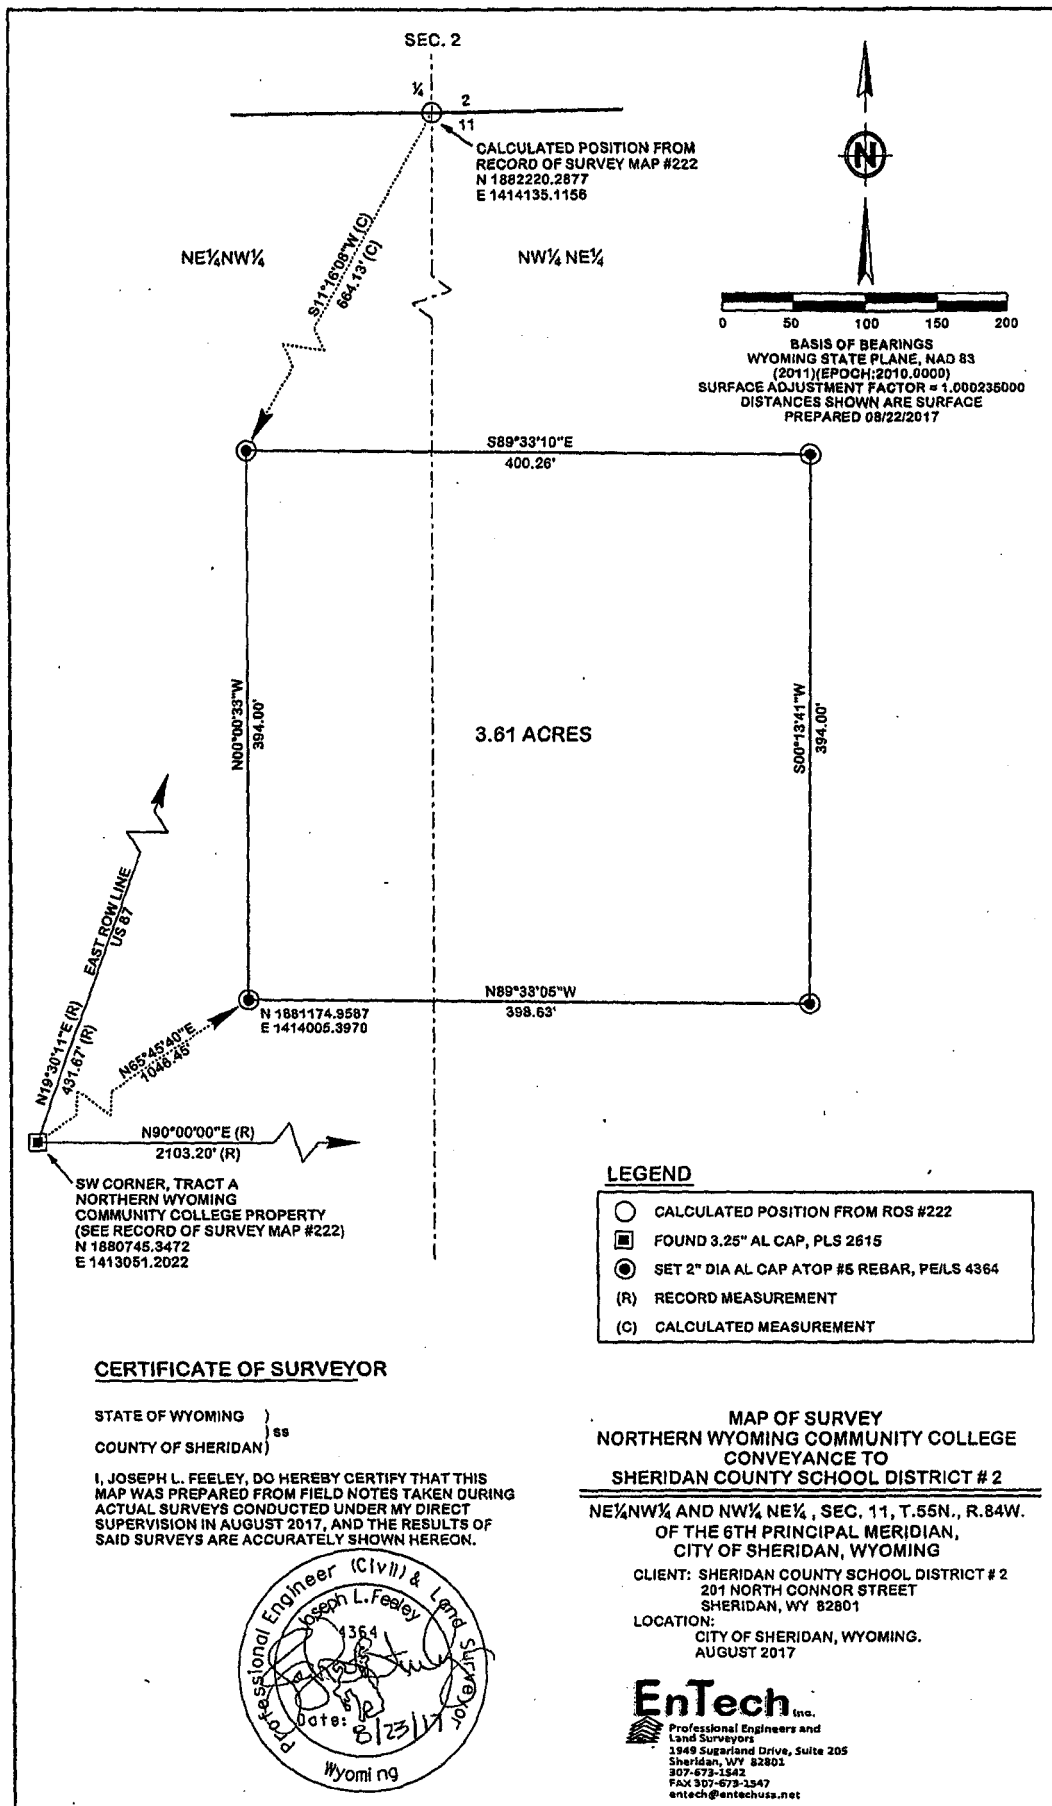 SEC. 2
¼ 2
11
CALCULATED POSITION FROM
RECORD OF SURVEY MAP #222
N 1882220.2877
E 1414135.1156
N
NE¼NW¼
NW¼ NE¼
S11°16'08"W (C)
664.13' (C)
0 50 100 150 200
BASIS OF BEARINGS
WYOMING STATE PLANE, NAD 83
(2011)(EPOCH:2010.0000)
SURFACE ADJUSTMENT FACTOR = 1.000235000
DISTANCES SHOWN ARE SURFACE
PREPARED 08/22/2017
S89°33'10"E
400.26'
N00°00'33"W
394.00'
3.61 ACRES
S00°13'41"W
394.00'
EAST ROW LINE
US 87
N19°30'11"E (R)
431.67' (R)
N65°45'40"E
1046.45'
N 1881174.9587
E 1414005.3970
N89°33'05"W
398.63'
N90°00'00"E (R)
2103.20' (R)
SW CORNER, TRACT A
NORTHERN WYOMING
COMMUNITY COLLEGE PROPERTY
(SEE RECORD OF SURVEY MAP #222)
N 1880745.3472
E 1413051.2022
LEGEND
CALCULATED POSITION FROM ROS #222
FOUND 3.25" AL CAP, PLS 2615
SET 2" DIA AL CAP ATOP #5 REBAR, PE/LS 4364
(R) RECORD MEASUREMENT
(C) CALCULATED MEASUREMENT
CERTIFICATE OF SURVEYOR
STATE OF WYOMING )
) ss
COUNTY OF SHERIDAN)
I, JOSEPH L. FEELEY, DO HEREBY CERTIFY THAT THIS
MAP WAS PREPARED FROM FIELD NOTES TAKEN DURING
ACTUAL SURVEYS CONDUCTED UNDER MY DIRECT
SUPERVISION IN AUGUST 2017, AND THE RESULTS OF
SAID SURVEYS ARE ACCURATELY SHOWN HEREON.
Professional Engineer (Civil) & Land Surveyor
Joseph L. Feeley
4364
Date: 8/23/17
Wyoming
MAP OF SURVEY
NORTHERN WYOMING COMMUNITY COLLEGE
CONVEYANCE TO
SHERIDAN COUNTY SCHOOL DISTRICT # 2
NE¼NW¼ AND NW¼ NE¼ , SEC. 11, T.55N., R.84W.
OF THE 6TH PRINCIPAL MERIDIAN,
CITY OF SHERIDAN, WYOMING
CLIENT: SHERIDAN COUNTY SCHOOL DISTRICT # 2
201 NORTH CONNOR STREET
SHERIDAN, WY 82801
LOCATION:
CITY OF SHERIDAN, WYOMING.
AUGUST 2017
EnTech Inc.
Professional Engineers and
Land Surveyors
1949 Sugarland Drive, Suite 205
Sheridan, WY 82801
307-673-1542
FAX 307-673-1547
entech@entechusa.net